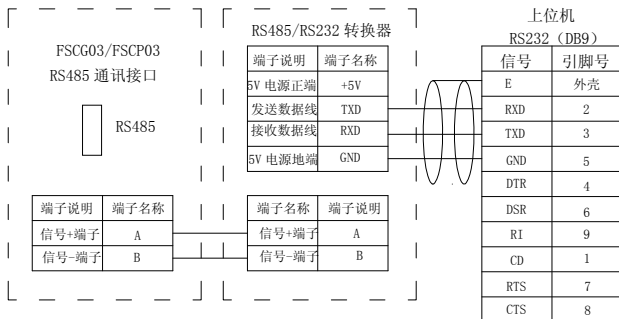 FSCG03/FSCP03
RS485 通讯接口
RS485
端子说明 端子名称
信号+端子 A
信号-端子 B
RS485/RS232 转换器
端子说明 端子名称
5V 电源正端 +5V
发送数据线 TXD
接收数据线 RXD
5V 电源地端 GND
端子名称 端子说明
信号+端子 A
信号-端子 B
上位机
RS232（DB9）
信号 引脚号
E 外壳
RXD 2
TXD 3
GND 5
DTR 4
DSR 6
RI 9
CD 1
RTS 7
CTS 8